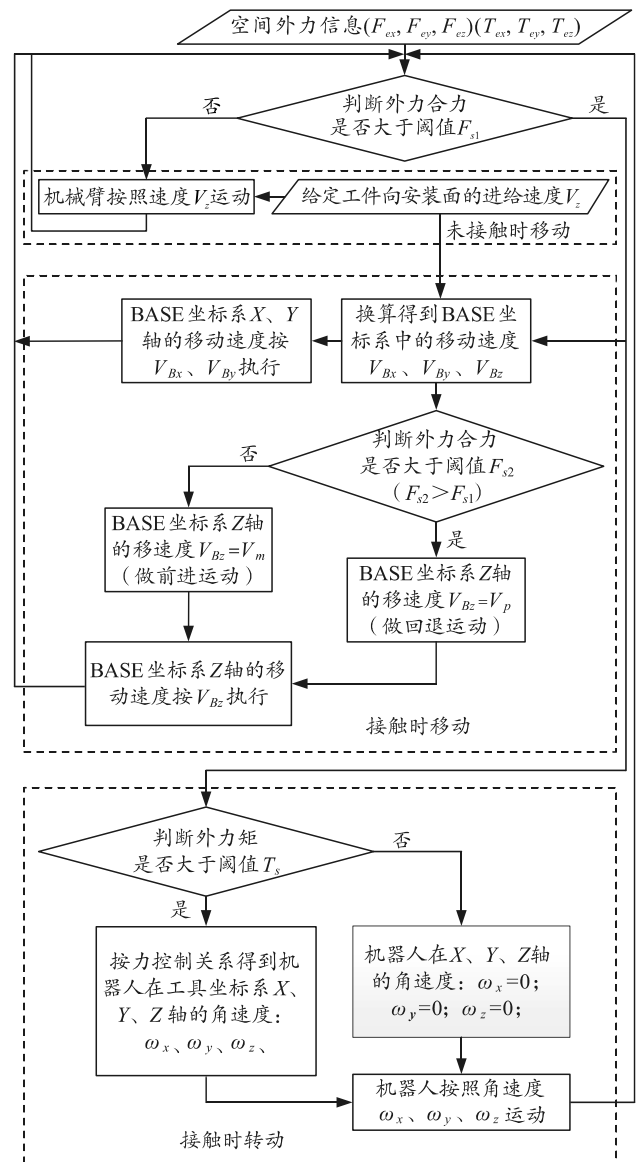 空间外力信息(Fex, Fey, Fez)(Tex, Tey, Tez)
否
判断外力合力
是否大于阈值Fs1
是
机械臂按照速度Vz运动
给定工件向安装面的进给速度Vz
未接触时移动
BASE坐标系X、Y
轴的移动速度按
VBx、VBy执行
换算得到BASE坐
标系中的移动速度
VBx、VBy、VBz
否
判断外力合力
是否大于阈值Fs2
(Fs2＞Fs1)
是
BASE坐标系Z轴
的移速度VBz=Vm
(做前进运动)
BASE坐标系Z轴
的移速度VBz=Vp
(做回退运动)
BASE坐标系Z轴的移
动速度按VBz执行
接触时移动
判断外力矩
是否大于阈值Ts
否
是
按力控制关系得到机
器人在工具坐标系X、
Y、Z轴的角速度：
ωx、ωy、ωz、
机器人在X、Y、Z轴
的角速度：ωx=0；
ωy=0；ωz=0；
机器人按照角速度
ωx、ωy、ωz运动
接触时转动